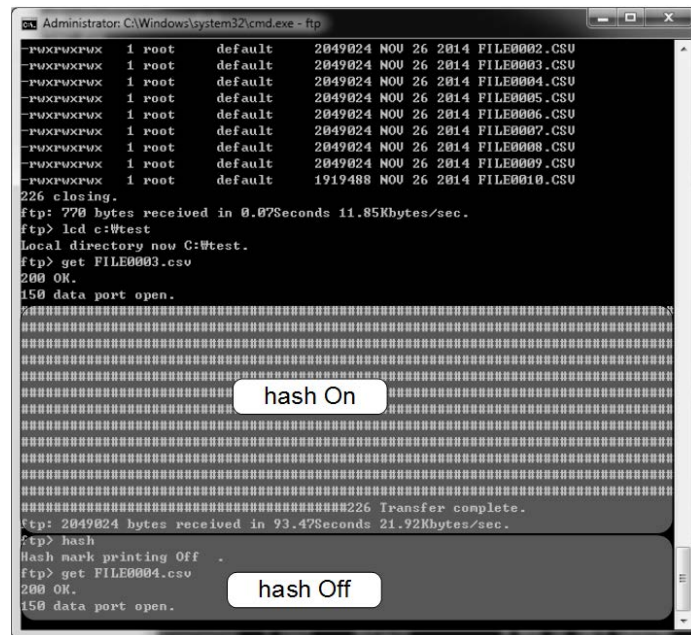 Administrator: C:\Windows\system32\cmd.exe - ftp
-rwxrwxrwx 1 root default 2049024 NOV 26 2014 FILE0002.CSV
-rwxrwxrwx 1 root default 2049024 NOV 26 2014 FILE0003.CSV
-rwxrwxrwx 1 root default 2049024 NOV 26 2014 FILE0004.CSV
-rwxrwxrwx 1 root default 2049024 NOV 26 2014 FILE0005.CSV
-rwxrwxrwx 1 root default 2049024 NOV 26 2014 FILE0006.CSV
-rwxrwxrwx 1 root default 2049024 NOV 26 2014 FILE0007.CSV
-rwxrwxrwx 1 root default 2049024 NOV 26 2014 FILE0008.CSV
-rwxrwxrwx 1 root default 2049024 NOV 26 2014 FILE0009.CSV
-rwxrwxrwx 1 root default 1919488 NOV 26 2014 FILE0010.CSV
226 closing.
ftp: 770 bytes received in 0.07Seconds 11.85Kbytes/sec.
ftp> lcd c:₩test
Local directory now C:₩test.
ftp> get FILE0003.csv
200 OK.
150 data port open.
hash On
226 Transfer complete.
ftp: 2049024 bytes received in 93.47Seconds 21.92Kbytes/sec.
ftp> hash
Hash mark printing Off .
ftp> get FILE0004.csv
200 OK.
hash Off
150 data port open.